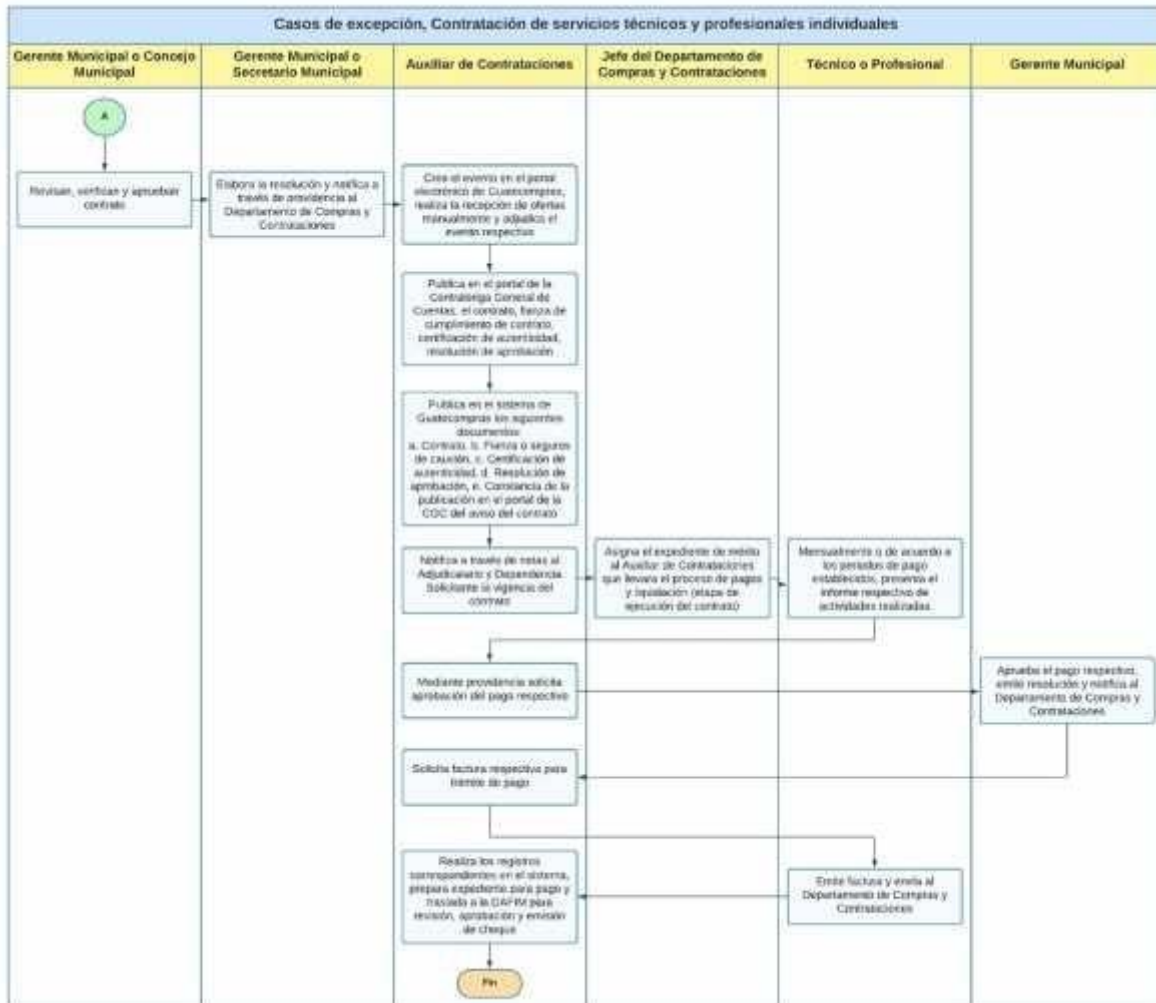 Casos de excepción, Contratación de servicios técnicos y profesionales individuales
Gerente Municipal o Concejo
Municipal
Gerente Municipal o
Secretario Municipal
Auxiliar de Contrataciones
Jefe del Departamento de
Compras y Contrataciones
Técnico o Profesional
Gerente Municipal
A
Revisan, verifican y aprueban
contrato
Elabora la resolución y notifica a
través de providencia al
Departamento de Compras y
Contrataciones
Crea el evento en el portal
electrónico de Guatecompras,
realiza la recepción de ofertas
manualmente y adjudica el
evento respectivo
Publica en el portal de la
Contraloría General de
Cuentas, el contrato, fianza de
cumplimiento de contrato,
certificación de autenticidad,
resolución de aprobación
Publica en el sistema de
Guatecompras los siguientes
documentos
a. Contrato, b. Fianza o seguros
de caución, c. Certificación de
autenticidad, d. Resolución de
aprobación, e. Constancia de la
publicación en el portal de la
CGC del aviso del contrato
Notifica a través de notas al
Adjudicatario y Dependencia
Solicitante la vigencia del
contrato
Asigna el expediente de mérito
al Auxiliar de Contrataciones
que llevara el proceso de pagos
y liquidación (etapa de
ejecución del contrato)
Mensualmente o de acuerdo a
los periodos de pago
establecidos, presenta el
informe respectivo de
actividades realizadas
Mediante providencia solicita
aprobación del pago respectivo
Aprueba el pago respectivo,
emite resolución y notifica al
Departamento de Compras y
Contrataciones
Solicita factura respectiva para
trámite de pago
Emite factura y envía al
Departamento de Compras y
Contrataciones
Realiza los registros
correspondientes en el sistema,
prepara expediente para pago y
traslada a la DAFIM para
revisión, aprobación y emisión
de cheque
Fin